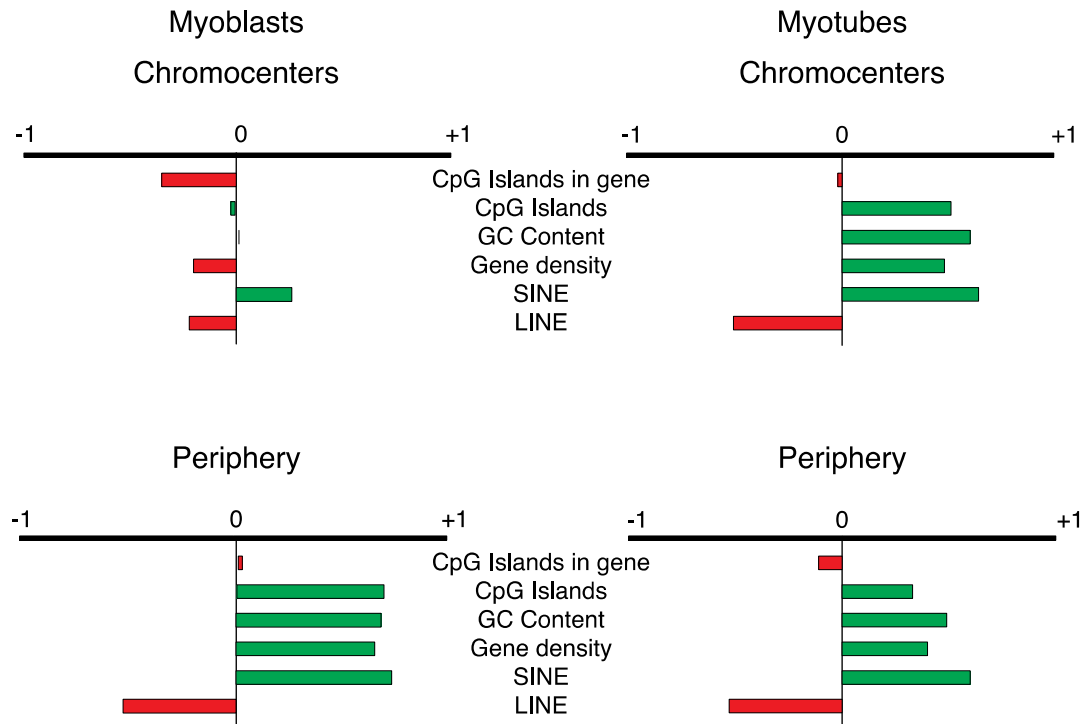 Myoblasts
Myotubes
Chromocenters
Chromocenters
-1 0 +1
-1 0 +1
CpG Islands in gene
CpG Islands
GC Content
Gene density
SINE
LINE
Periphery
Periphery
-1 0 +1
-1 0 +1
CpG Islands in gene
CpG Islands
GC Content
Gene density
SINE
LINE